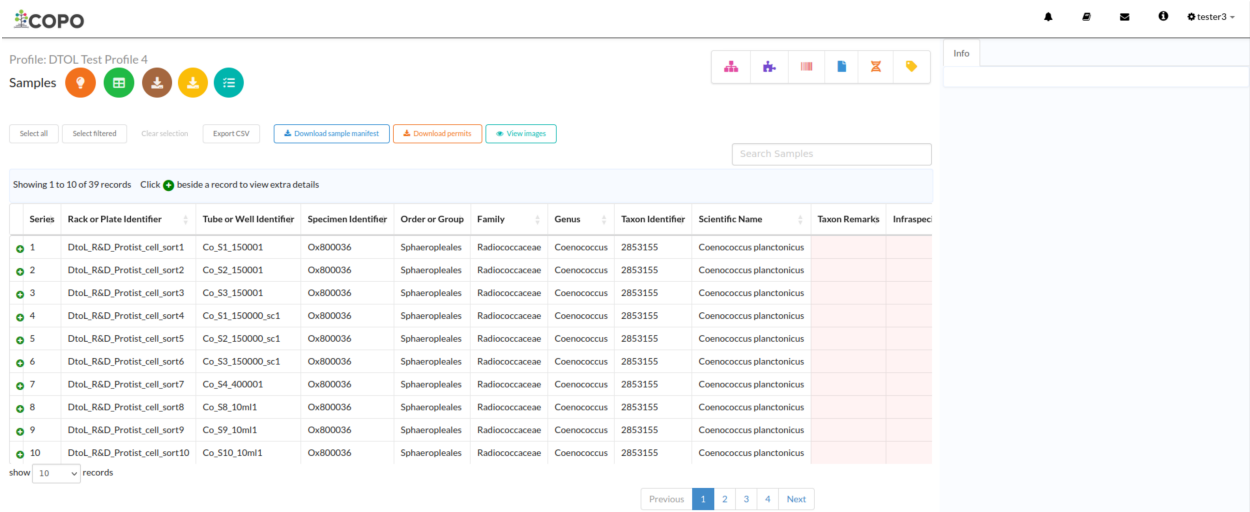 COPO
tester3
Profile: DTOL Test Profile 4
Samples
Info
Select all Select filtered Clear selection Export CSV Download sample manifest Download permits View images
Search Samples
Showing 1 to 10 of 39 records Click beside a record to view extra details
Series Rack or Plate Identifier Tube or Well Identifier Specimen Identifier Order or Group Family Genus Taxon Identifier Scientific Name Taxon Remarks Infraspeci
1 DtoL_R&D_Protist_cell_sort1 Co_S1_150001 Ox800036 Sphaeropleales Radiococcaceae Coenococcus 2853155 Coenococcus planctonicus
2 DtoL_R&D_Protist_cell_sort2 Co_S2_150001 Ox800036 Sphaeropleales Radiococcaceae Coenococcus 2853155 Coenococcus planctonicus
3 DtoL_R&D_Protist_cell_sort3 Co_S3_150001 Ox800036 Sphaeropleales Radiococcaceae Coenococcus 2853155 Coenococcus planctonicus
4 DtoL_R&D_Protist_cell_sort4 Co_S1_150000_sc1 Ox800036 Sphaeropleales Radiococcaceae Coenococcus 2853155 Coenococcus planctonicus
5 DtoL_R&D_Protist_cell_sort5 Co_S2_150000_sc1 Ox800036 Sphaeropleales Radiococcaceae Coenococcus 2853155 Coenococcus planctonicus
6 DtoL_R&D_Protist_cell_sort6 Co_S3_150000_sc1 Ox800036 Sphaeropleales Radiococcaceae Coenococcus 2853155 Coenococcus planctonicus
7 DtoL_R&D_Protist_cell_sort7 Co_S4_400001 Ox800036 Sphaeropleales Radiococcaceae Coenococcus 2853155 Coenococcus planctonicus
8 DtoL_R&D_Protist_cell_sort8 Co_S8_10ml1 Ox800036 Sphaeropleales Radiococcaceae Coenococcus 2853155 Coenococcus planctonicus
9 DtoL_R&D_Protist_cell_sort9 Co_S9_10ml1 Ox800036 Sphaeropleales Radiococcaceae Coenococcus 2853155 Coenococcus planctonicus
10 DtoL_R&D_Protist_cell_sort10 Co_S10_10ml1 Ox800036 Sphaeropleales Radiococcaceae Coenococcus 2853155 Coenococcus planctonicus
show 10 records
Previous 1 2 3 4 Next